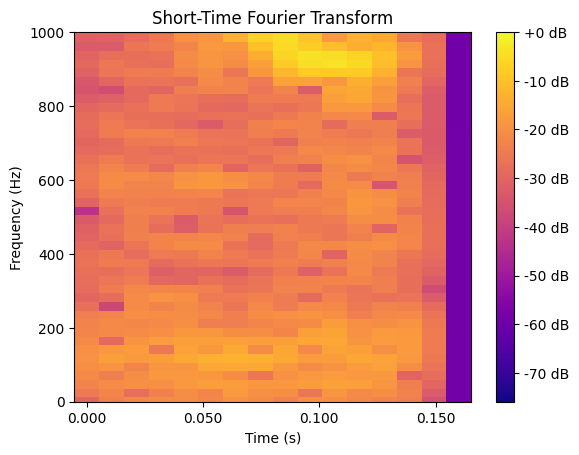 Short-Time Fourier Transform
Frequency (Hz)
1000
800
600
400
200
0
0.000
0.050
0.100
0.150
Time (s)
+0 dB
-10 dB
-20 dB
-30 dB
-40 dB
-50 dB
-60 dB
-70 dB